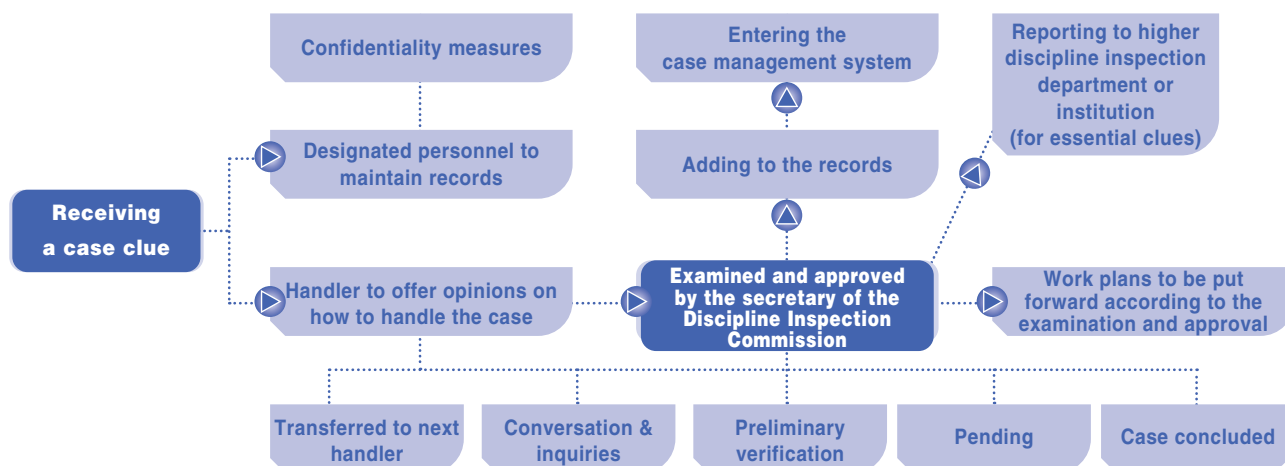 Confidentiality measures
Entering the
case management system
Reporting to higher
discipline inspection
department or
institution
(for essential clues)
Designated personnel to
maintain records
Adding to the records
Receiving
a case clue
Handler to offer opinions on
how to handle the case
Examined and approved
by the secretary of the
Discipline Inspection
Commission
Work plans to be put
forward according to the
examination and approval
Transferred to next
handler
Conversation &
inquiries
Preliminary
verification
Pending
Case concluded